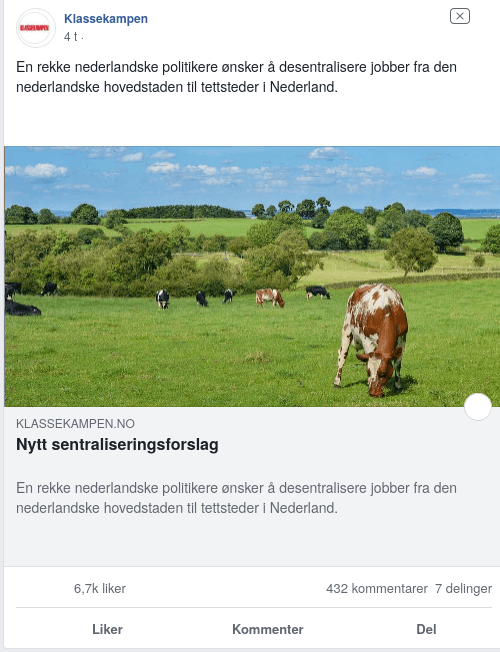 KLASSEKAMPEN
Klassekampen
4 t ·
En rekke nederlandske politikere ønsker å desentralisere jobber fra den
nederlandske hovedstaden til tettsteder i Nederland.
KLASSEKAMPEN.NO
Nytt sentraliseringsforslag
En rekke nederlandske politikere ønsker å desentralisere jobber fra den
nederlandske hovedstaden til tettsteder i Nederland.
6,7k liker 432 kommentarer 7 delinger
Liker Kommenter Del